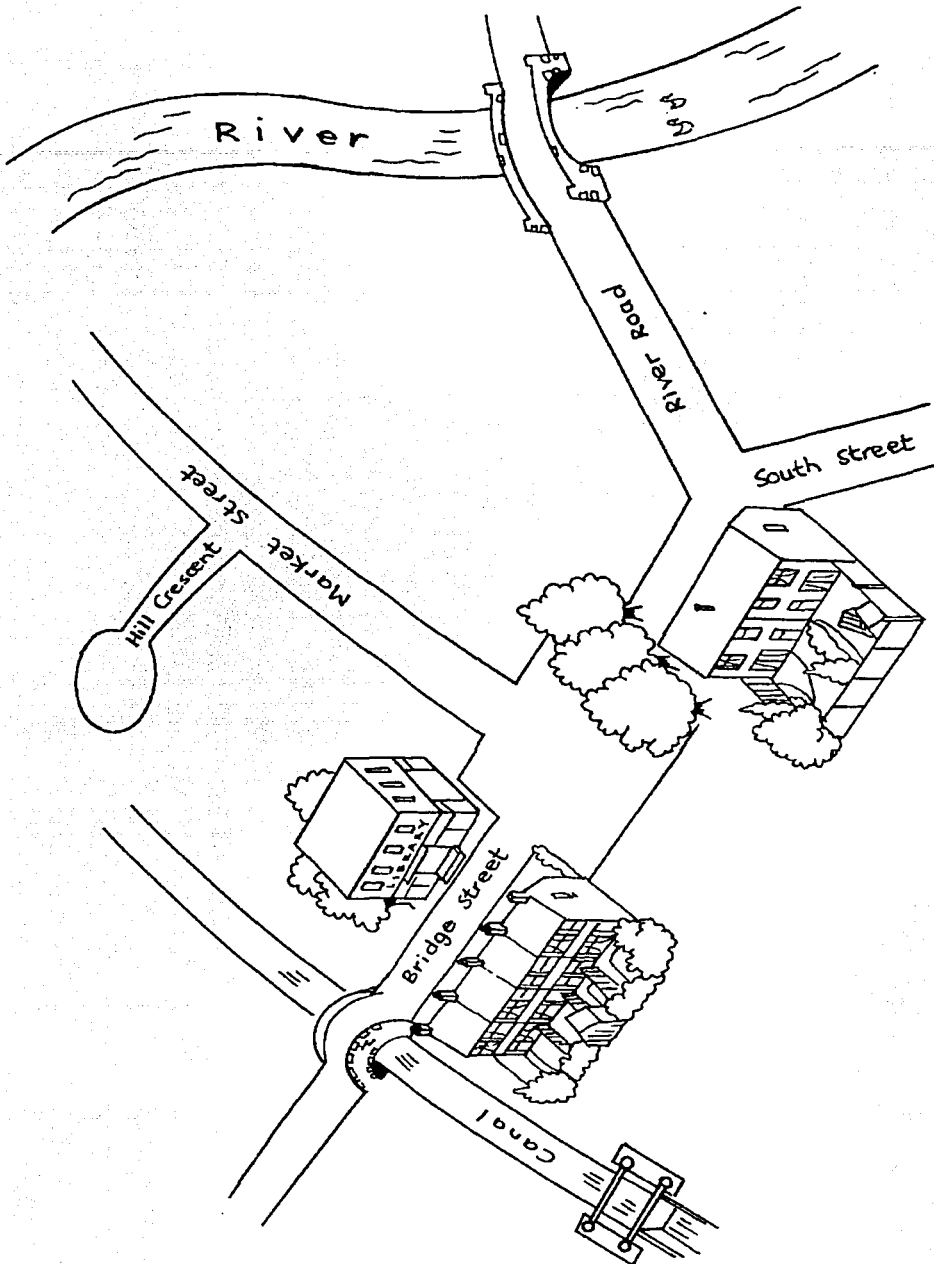 River
River Road
South Street
Market Street
Hill Crescent
LIBRARY
Bridge Street
Canal